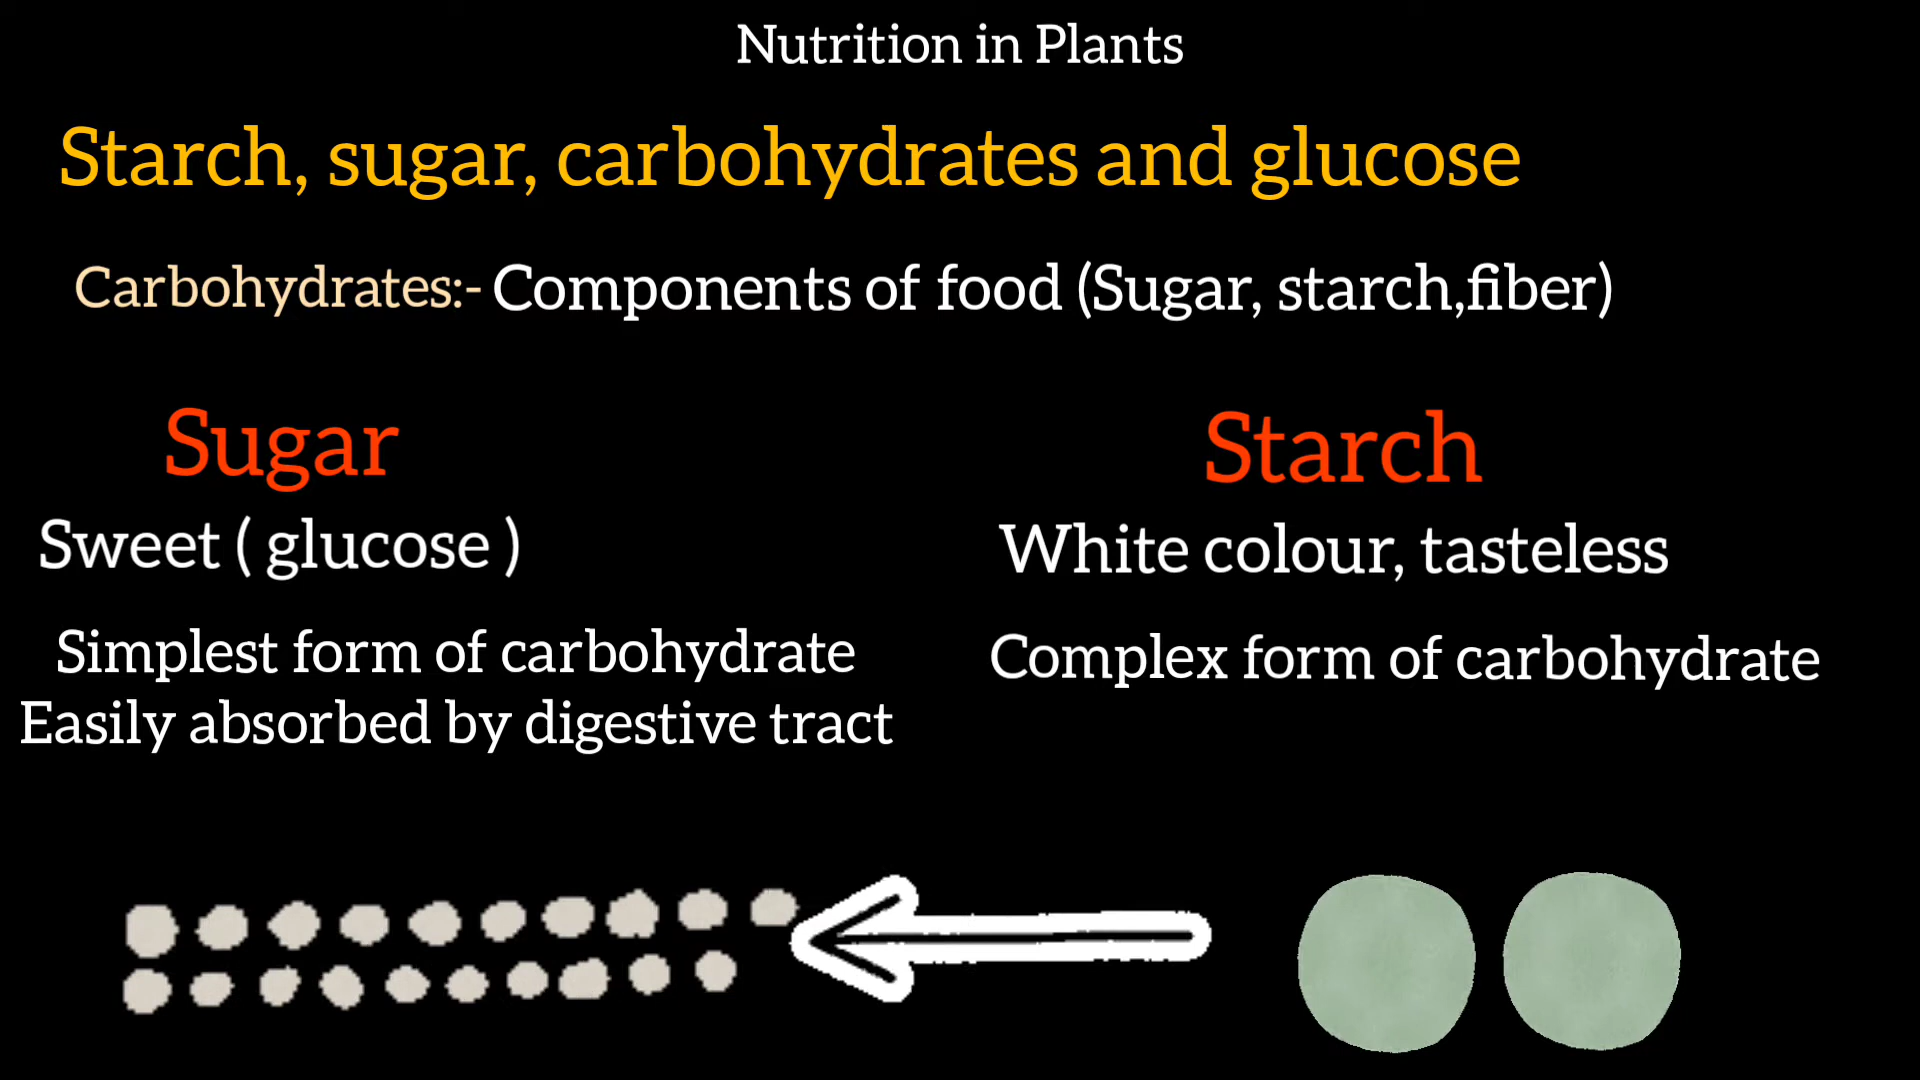 Nutrition in Plants
Starch, sugar, carbohydrates and glucose
Carbohydrates:- Components of food (Sugar, starch,fiber)
Sugar
Sweet ( glucose )
Simplest form of carbohydrate
Easily absorbed by digestive tract
Starch
White colour, tasteless
Complex form of carbohydrate